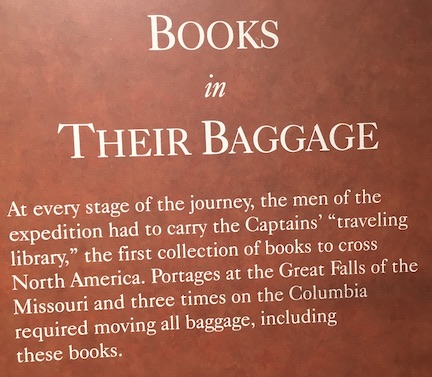 BOOKS
in
THEIR BAGGAGE
At every stage of the journey, the men of the
expedition had to carry the Captains’ “traveling
library,” the first collection of books to cross
North America. Portages at the Great Falls of the
Missouri and three times on the Columbia
required moving all baggage, including
these books.